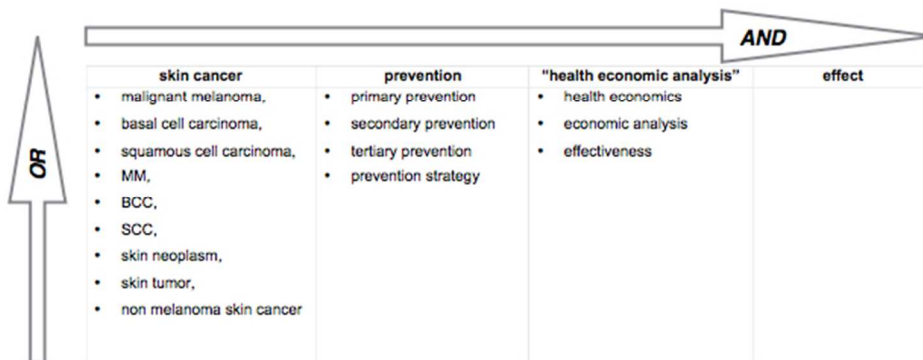 AND
OR
skin cancer
• malignant melanoma,
• basal cell carcinoma,
• squamous cell carcinoma,
• MM,
• BCC,
• SCC,
• skin neoplasm,
• skin tumor,
• non melanoma skin cancer
prevention
• primary prevention
• secondary prevention
• tertiary prevention
• prevention strategy
"health economic analysis"
• health economics
• economic analysis
• effectiveness
effect